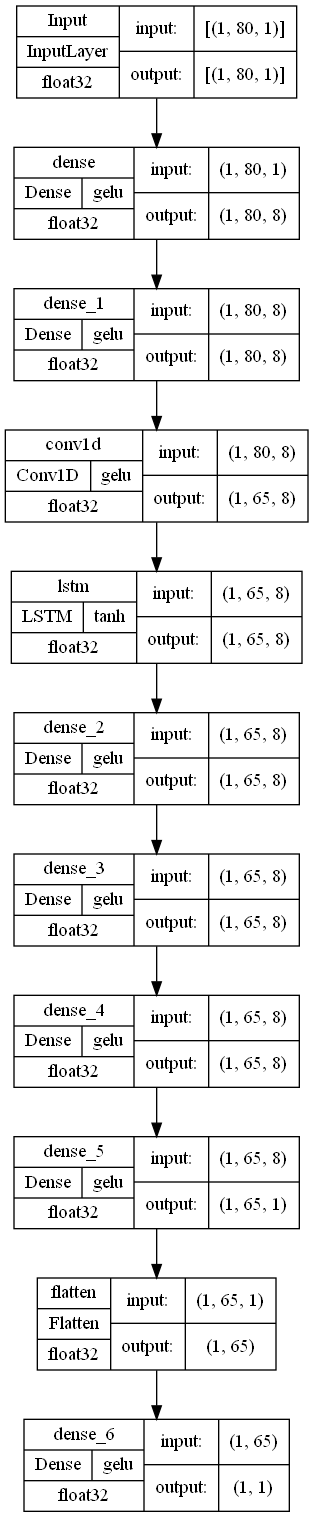 Input input: [(1, 80, 1)]
InputLayer
float32 output: [(1, 80, 1)]
dense input: (1, 80, 1)
Dense gelu
float32 output: (1, 80, 8)
dense_1 input: (1, 80, 8)
Dense gelu
float32 output: (1, 80, 8)
conv1d input: (1, 80, 8)
Conv1D gelu
float32 output: (1, 65, 8)
lstm input: (1, 65, 8)
LSTM tanh
float32 output: (1, 65, 8)
dense_2 input: (1, 65, 8)
Dense gelu
float32 output: (1, 65, 8)
dense_3 input: (1, 65, 8)
Dense gelu
float32 output: (1, 65, 8)
dense_4 input: (1, 65, 8)
Dense gelu
float32 output: (1, 65, 8)
dense_5 input: (1, 65, 8)
Dense gelu
float32 output: (1, 65, 1)
flatten input: (1, 65, 1)
Flatten
float32 output: (1, 65)
dense_6 input: (1, 65)
Dense gelu
float32 output: (1, 1)